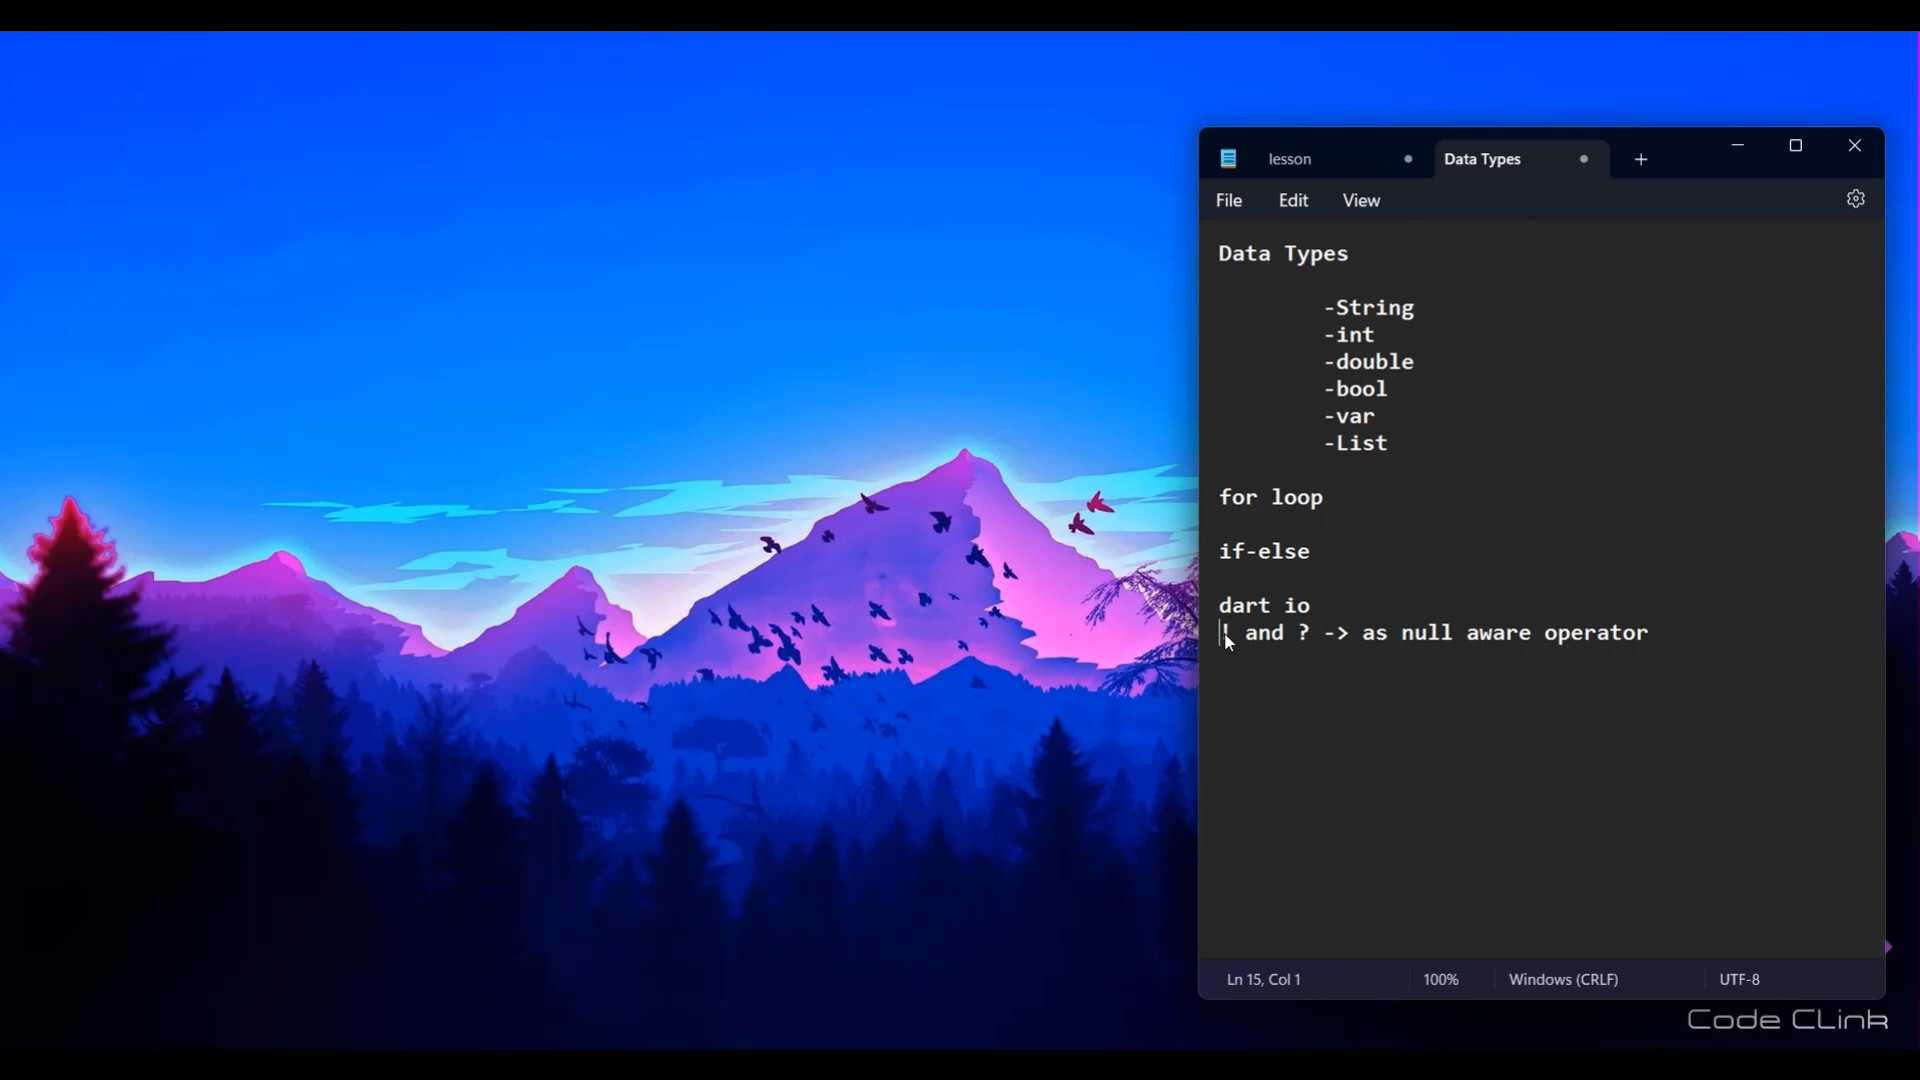 lesson
Data Types
File Edit View
Data Types
-String
-int
-double
-bool
-var
-List
for loop
if-else
dart io
! and ? -> as null aware operator
Ln 15, Col 1
100%
Windows (CRLF)
UTF-8
Code CLink